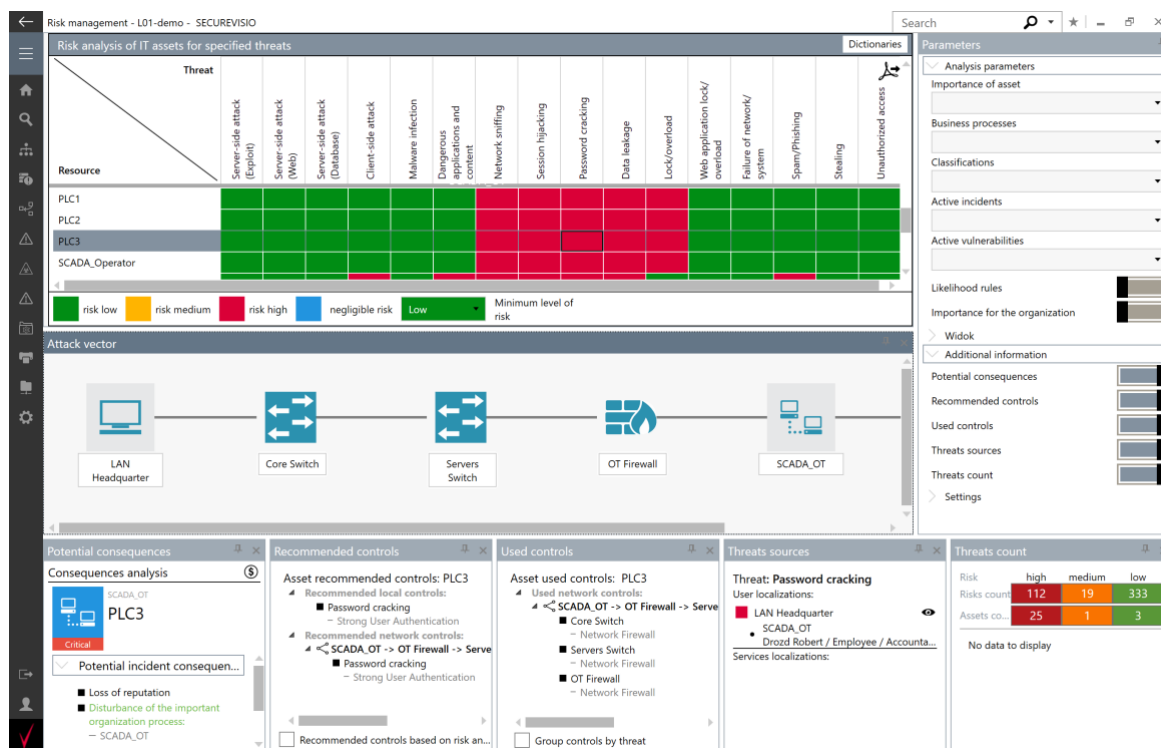 Risk management - L01-demo - SECUREVISIO
Search
Risk analysis of IT assets for specified threats
Dictionaries
Threat
Resource
Server-side attack (Exploit)
Server-side attack (Web)
Server-side attack (Database)
Client-side attack
Malware infection
Dangerous applications and content
Network sniffing
Session hijacking
Password cracking
Data leakage
Lock/overload
Web application lock/ overload
Failure of network/ system
Spam/Phishing
Stealing
Unauthorized access
PLC1
PLC2
PLC3
SCADA_Operator
risk low
risk medium
risk high
negligible risk
Low
Minimum level of
risk
Attack vector
LAN
Headquarter
Core Switch
Servers
Switch
OT Firewall
SCADA_OT
Parameters
Analysis parameters
Importance of asset
Business processes
Classifications
Active incidents
Active vulnerabilities
Likelihood rules
Importance for the organization
Widok
Additional information
Potential consequences
Recommended controls
Used controls
Threats sources
Threats count
Settings
Potential consequences
Consequences analysis
SCADA_OT
PLC3
Critical
Potential incident consequen...
Loss of reputation
Disturbance of the important
organization process:
− SCADA_OT
Recommended controls
Asset recommended controls: PLC3
Recommended local controls:
Password cracking
− Strong User Authentication
Recommended network controls:
SCADA_OT -> OT Firewall -> Serve
Password cracking
− Strong User Authentication
Recommended controls based on risk an...
Used controls
Asset used controls: PLC3
Used network controls:
SCADA_OT -> OT Firewall -> Serve
Core Switch
− Network Firewall
Servers Switch
− Network Firewall
OT Firewall
− Network Firewall
Group controls by threat
Threats sources
Threat: Password cracking
User localizations:
LAN Headquarter
SCADA_OT
Drozd Robert / Employee / Accounta...
Services localizations:
Threats count
Risk high medium low
Risks count 112 19 333
Assets co... 25 1 3
No data to display